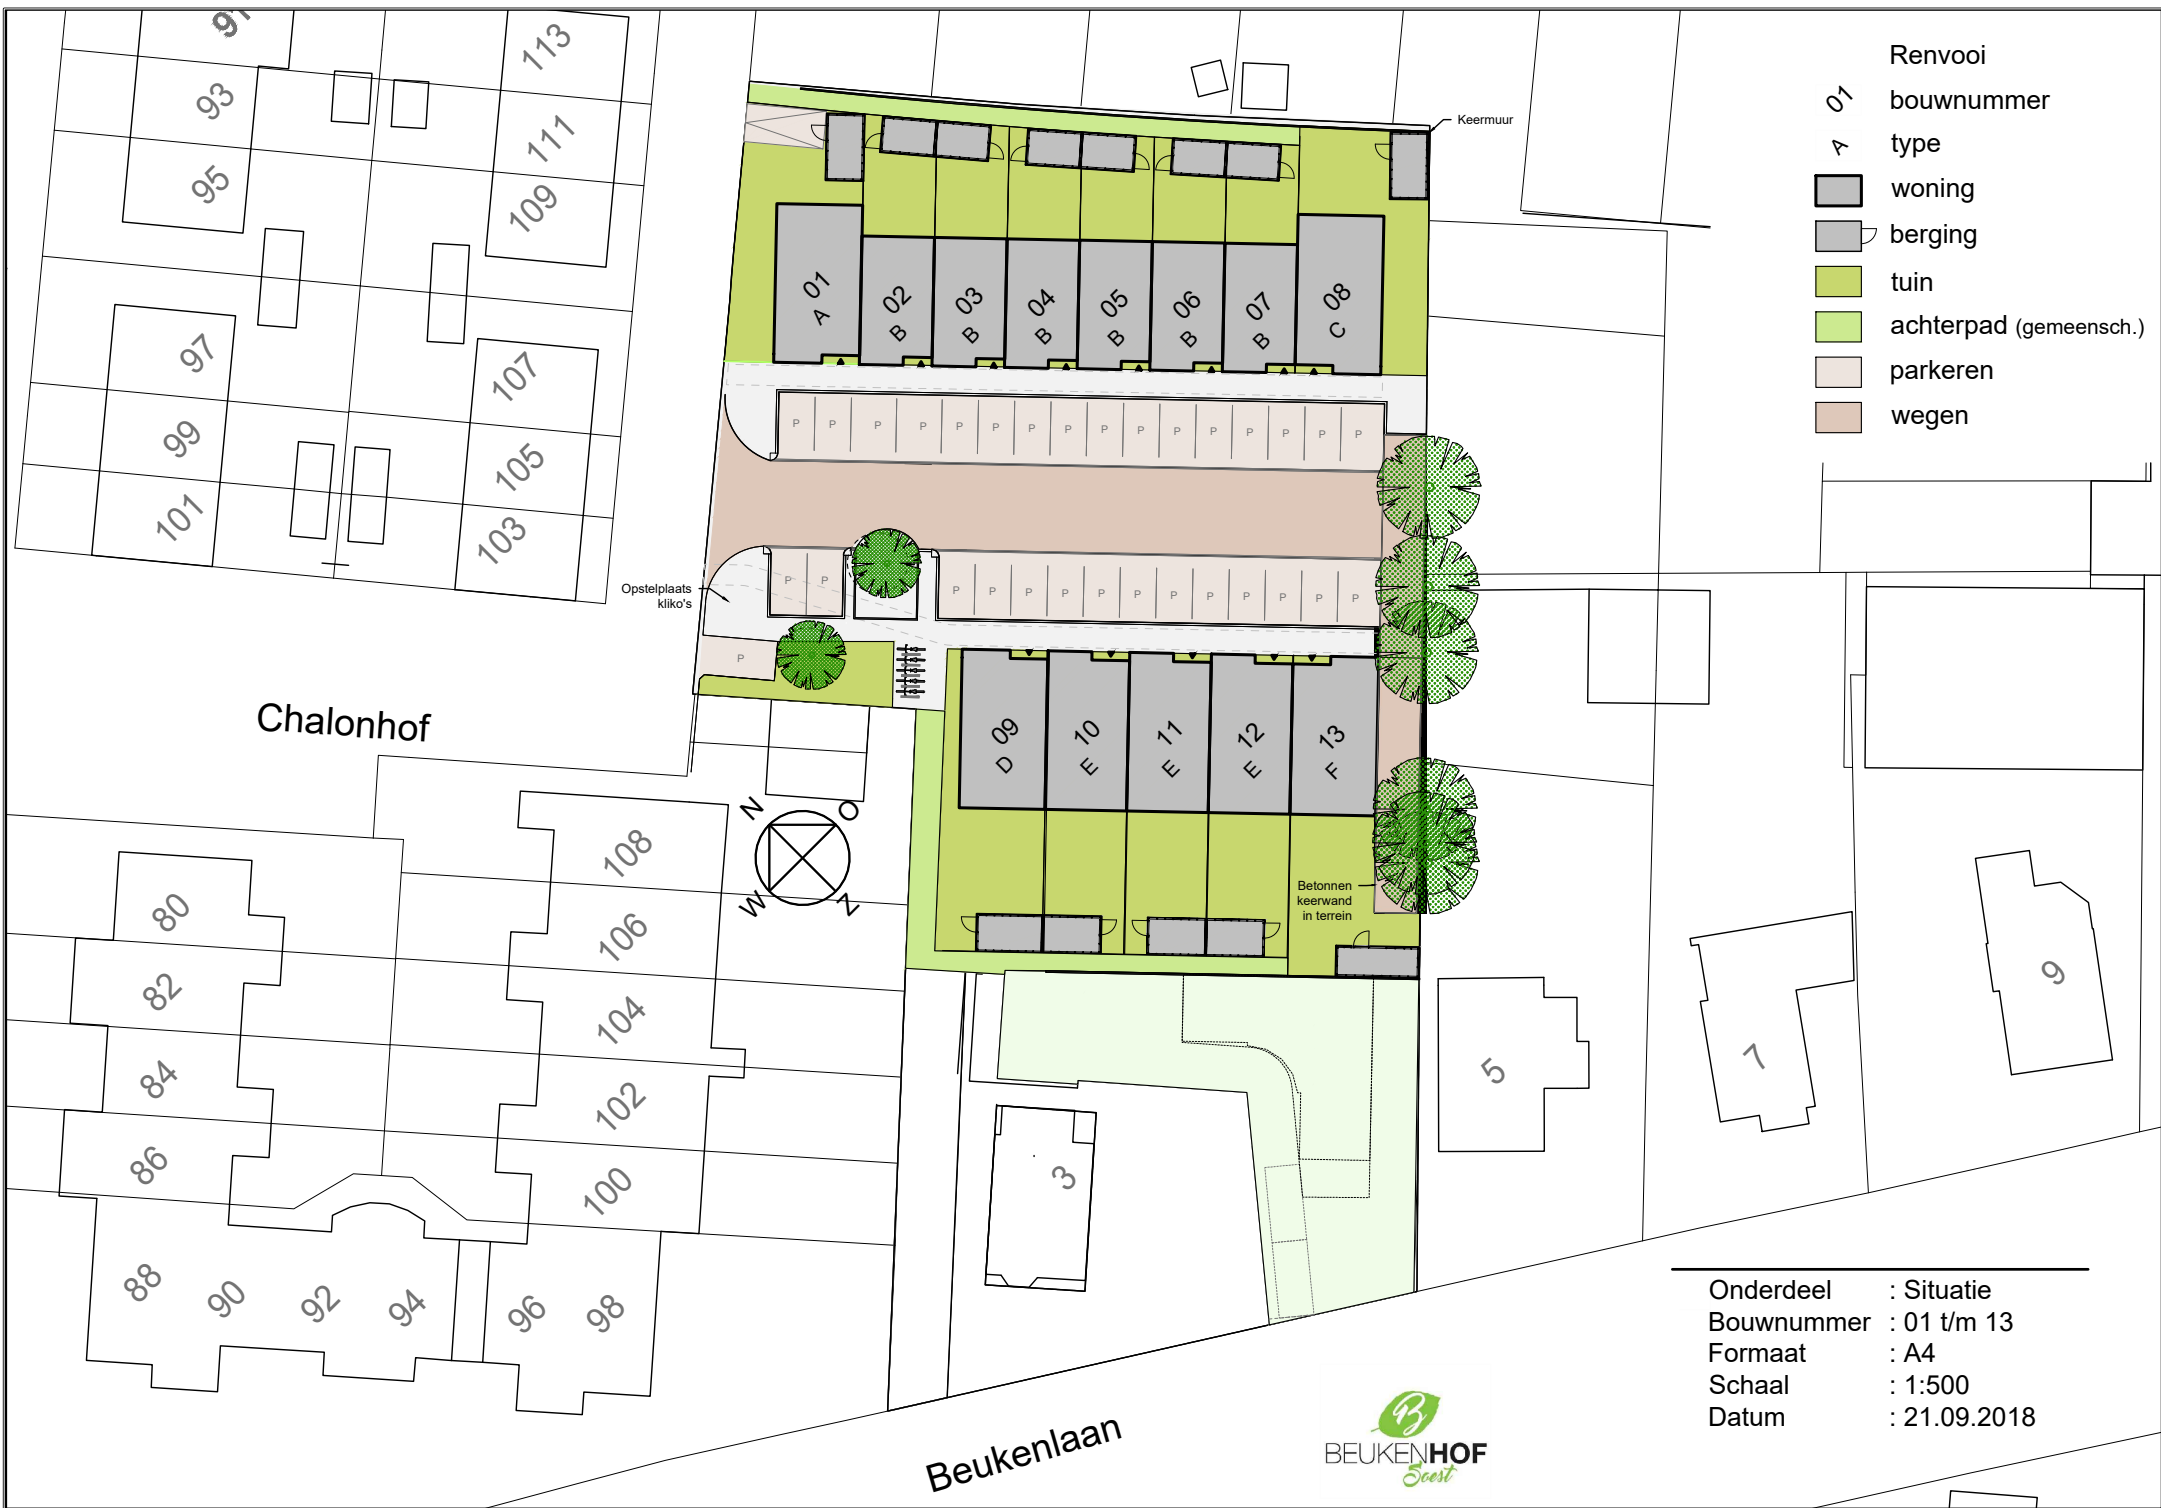 91
93
95
97
99
101
113
111
109
107
105
103
Renvooi
01 bouwnummer
A type
woning
berging
tuin
achterpad (gemeensch.)
parkeren
wegen
Keermuur
01
A
02
B
03
B
04
B
05
B
06
B
07
B
08
C
P P P P P P P P P P P P P P P P
P P
P P P P P P P P P P P P
P
Opstelplaats
kliko's
09
D
10
E
11
E
12
E
13
F
Betonnen
keerwand
in terrein
Chalonhof
N
O
W
Z
80
82
84
86
88
90
92
94
96
98
108
106
104
102
100
3
5
7
9
Beukenlaan
BEUKENHOF
Soest
Onderdeel : Situatie
Bouwnummer : 01 t/m 13
Formaat : A4
Schaal : 1:500
Datum : 21.09.2018